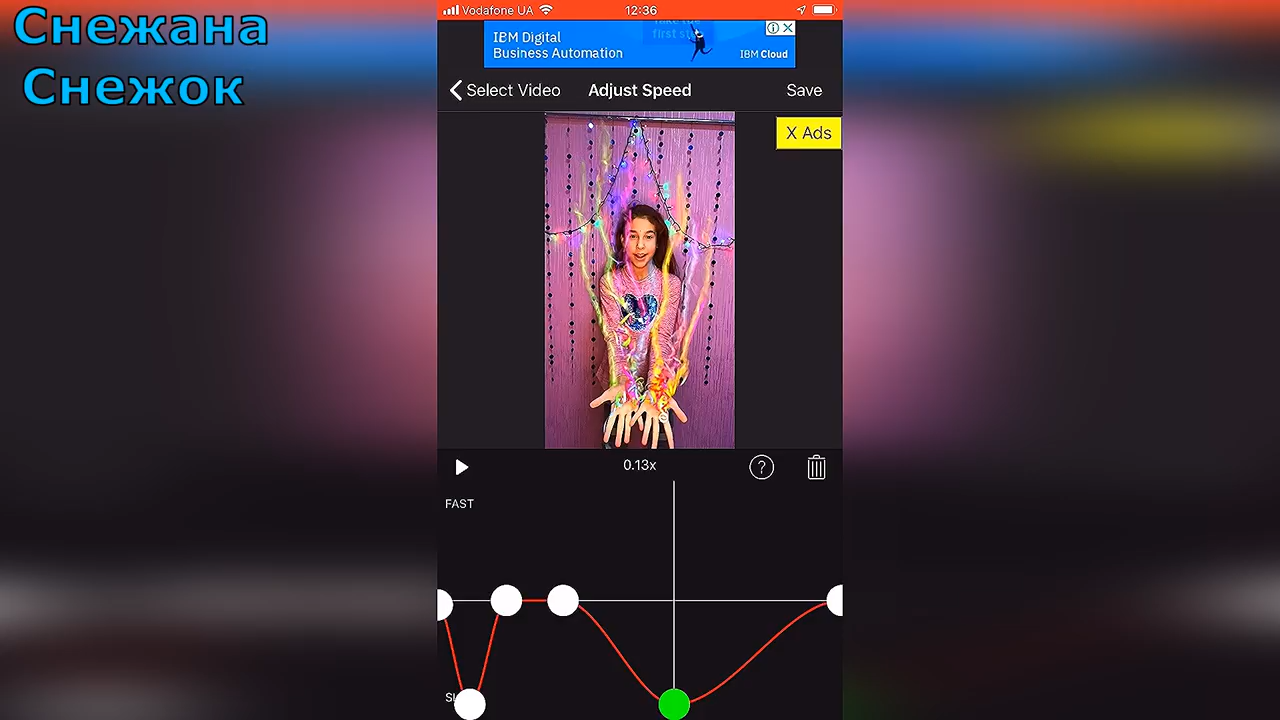 Снежана
Снежок
Vodafone UA
12:36
IBM Digital
Business Automation
first
IBM Cloud
Select Video
Adjust Speed
Save
X Ads
0.13x
?
FAST